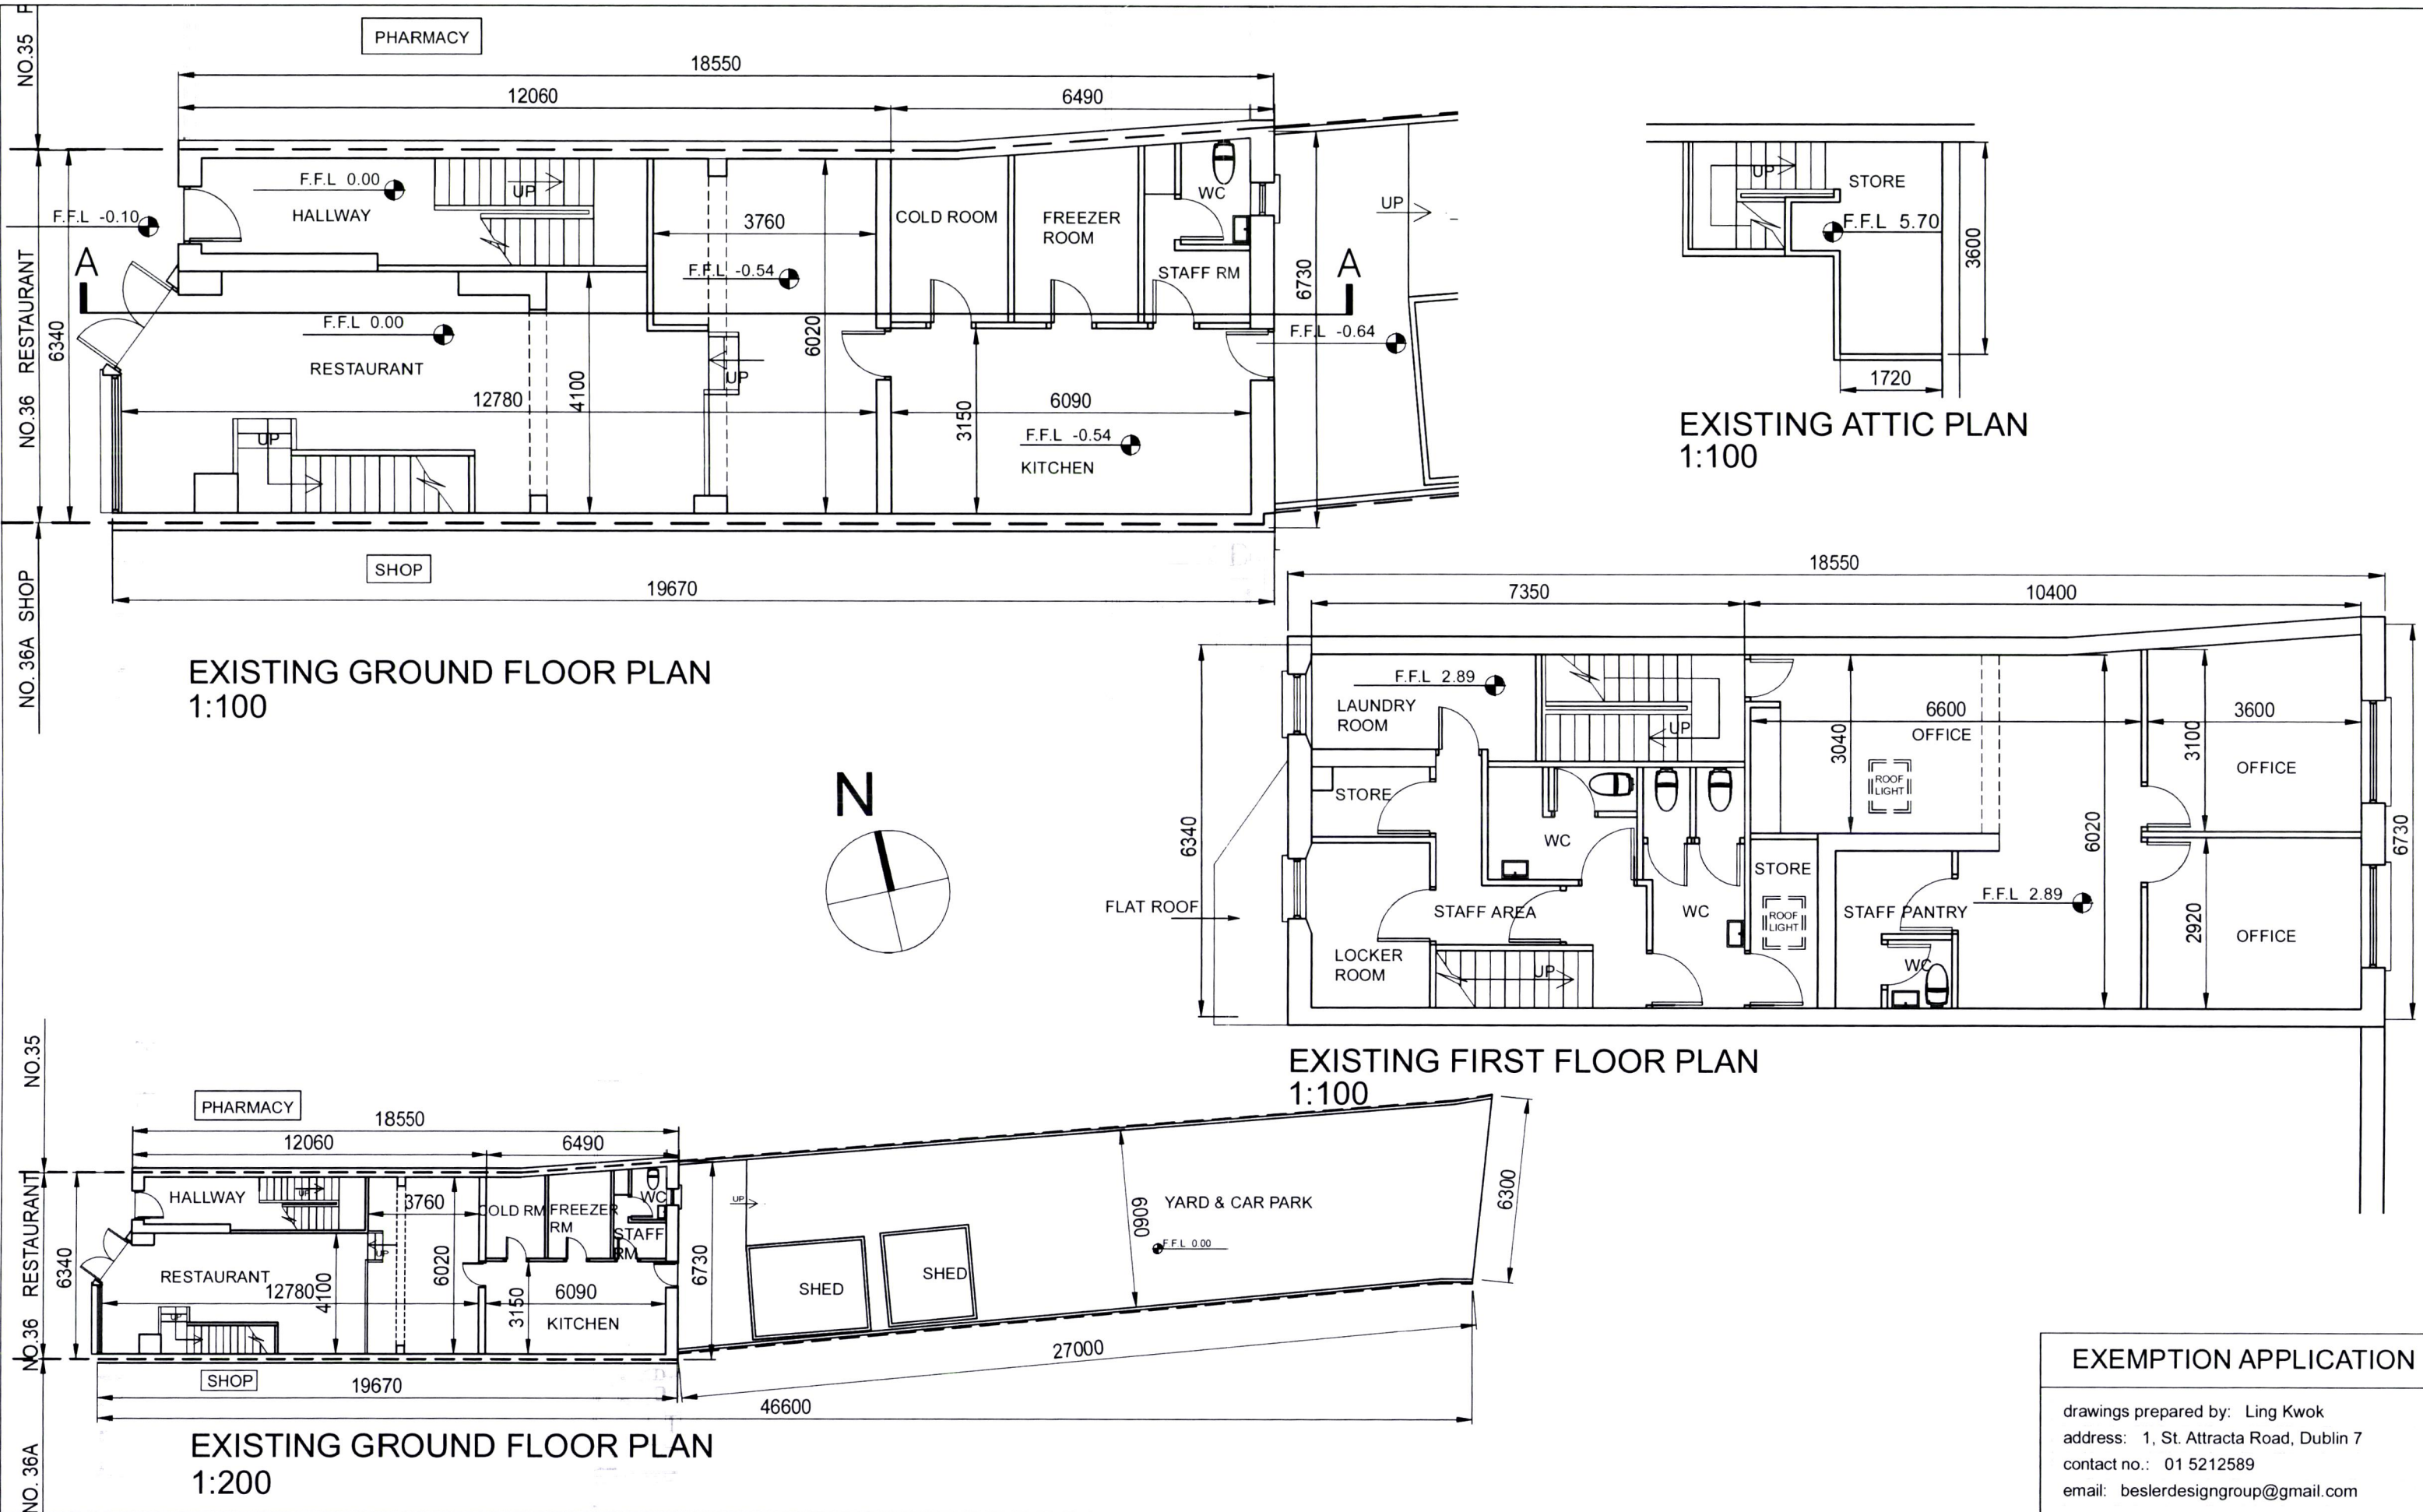 NO.35
NO.36 RESTAURANT
NO. 36A SHOP
PHARMACY
18550
12060
6490
6340
F.F.L -0.10
A
F.F.L 0.00
HALLWAY
UP
3760
F.F.L -0.54
COLD ROOM
FREEZER
ROOM
WC
STAFF RM
6730
UP
A
F.F.L -0.64
F.F.L 0.00
RESTAURANT
12780
4100
6020
UP
3150
6090
F.F.L -0.54
KITCHEN
UP
SHOP
19670
EXISTING GROUND FLOOR PLAN
1:100
UP
STORE
F.F.L 5.70
3600
1720
EXISTING ATTIC PLAN
1:100
N
18550
7350
10400
F.F.L 2.89
LAUNDRY
ROOM
UP
6600
OFFICE
3040
3600
3100
OFFICE
ROOF
LIGHT
STORE
WC
6340
6020
6730
STORE
FLAT ROOF
STAFF AREA
WC
ROOF
LIGHT
STAFF PANTRY
F.F.L 2.89
2920
OFFICE
LOCKER
ROOM
UP
WC
EXISTING FIRST FLOOR PLAN
1:100
NO.35
NO.36 RESTAURANT
NO. 36A
PHARMACY
18550
12060
6490
6340
HALLWAY
UP
3760
COLD RM
FREEZER
RM
WC
STAFF
RM
6730
UP
RESTAURANT
12780
4100
6020
UP
3150
6090
KITCHEN
UP
SHOP
19670
SHED
SHED
6090
YARD & CAR PARK
F.F.L 0.00
6300
27000
46600
EXISTING GROUND FLOOR PLAN
1:200
EXEMPTION APPLICATION
drawings prepared by: Ling Kwok
address: 1, St. Attracta Road, Dublin 7
contact no.: 01 5212589
email: beslerdesigngroup@gmail.com